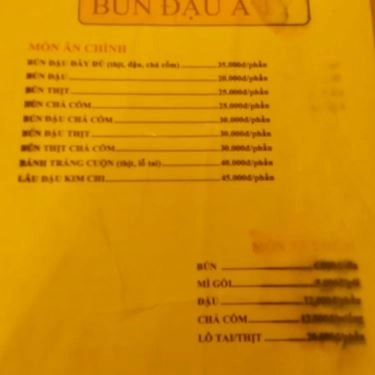 BÚN ĐẬU A
MÓN ĂN CHÍNH
BÚN ĐẬU ĐẦY ĐỦ (thịt, đậu, chả cốm) 35.000đ/phần
BÚN ĐẬU 20.000đ/phần
BÚN THỊT 25.000đ/phần
BÚN CHẢ CỐM 25.000đ/phần
BÚN ĐẬU CHẢ CỐM 30.000đ/phần
BÚN ĐẬU THỊT 30.000đ/phần
BÚN THỊT CHẢ CỐM 30.000đ/phần
BÁNH TRÁNG CUỘN (thịt, lỗ tai) 40.000đ/phần
LẨU ĐẬU KIM CHI 45.000đ/phần
BÚN
MÌ GÓI
ĐẬU
CHẢ CỐM
LỖ TAI/THỊT